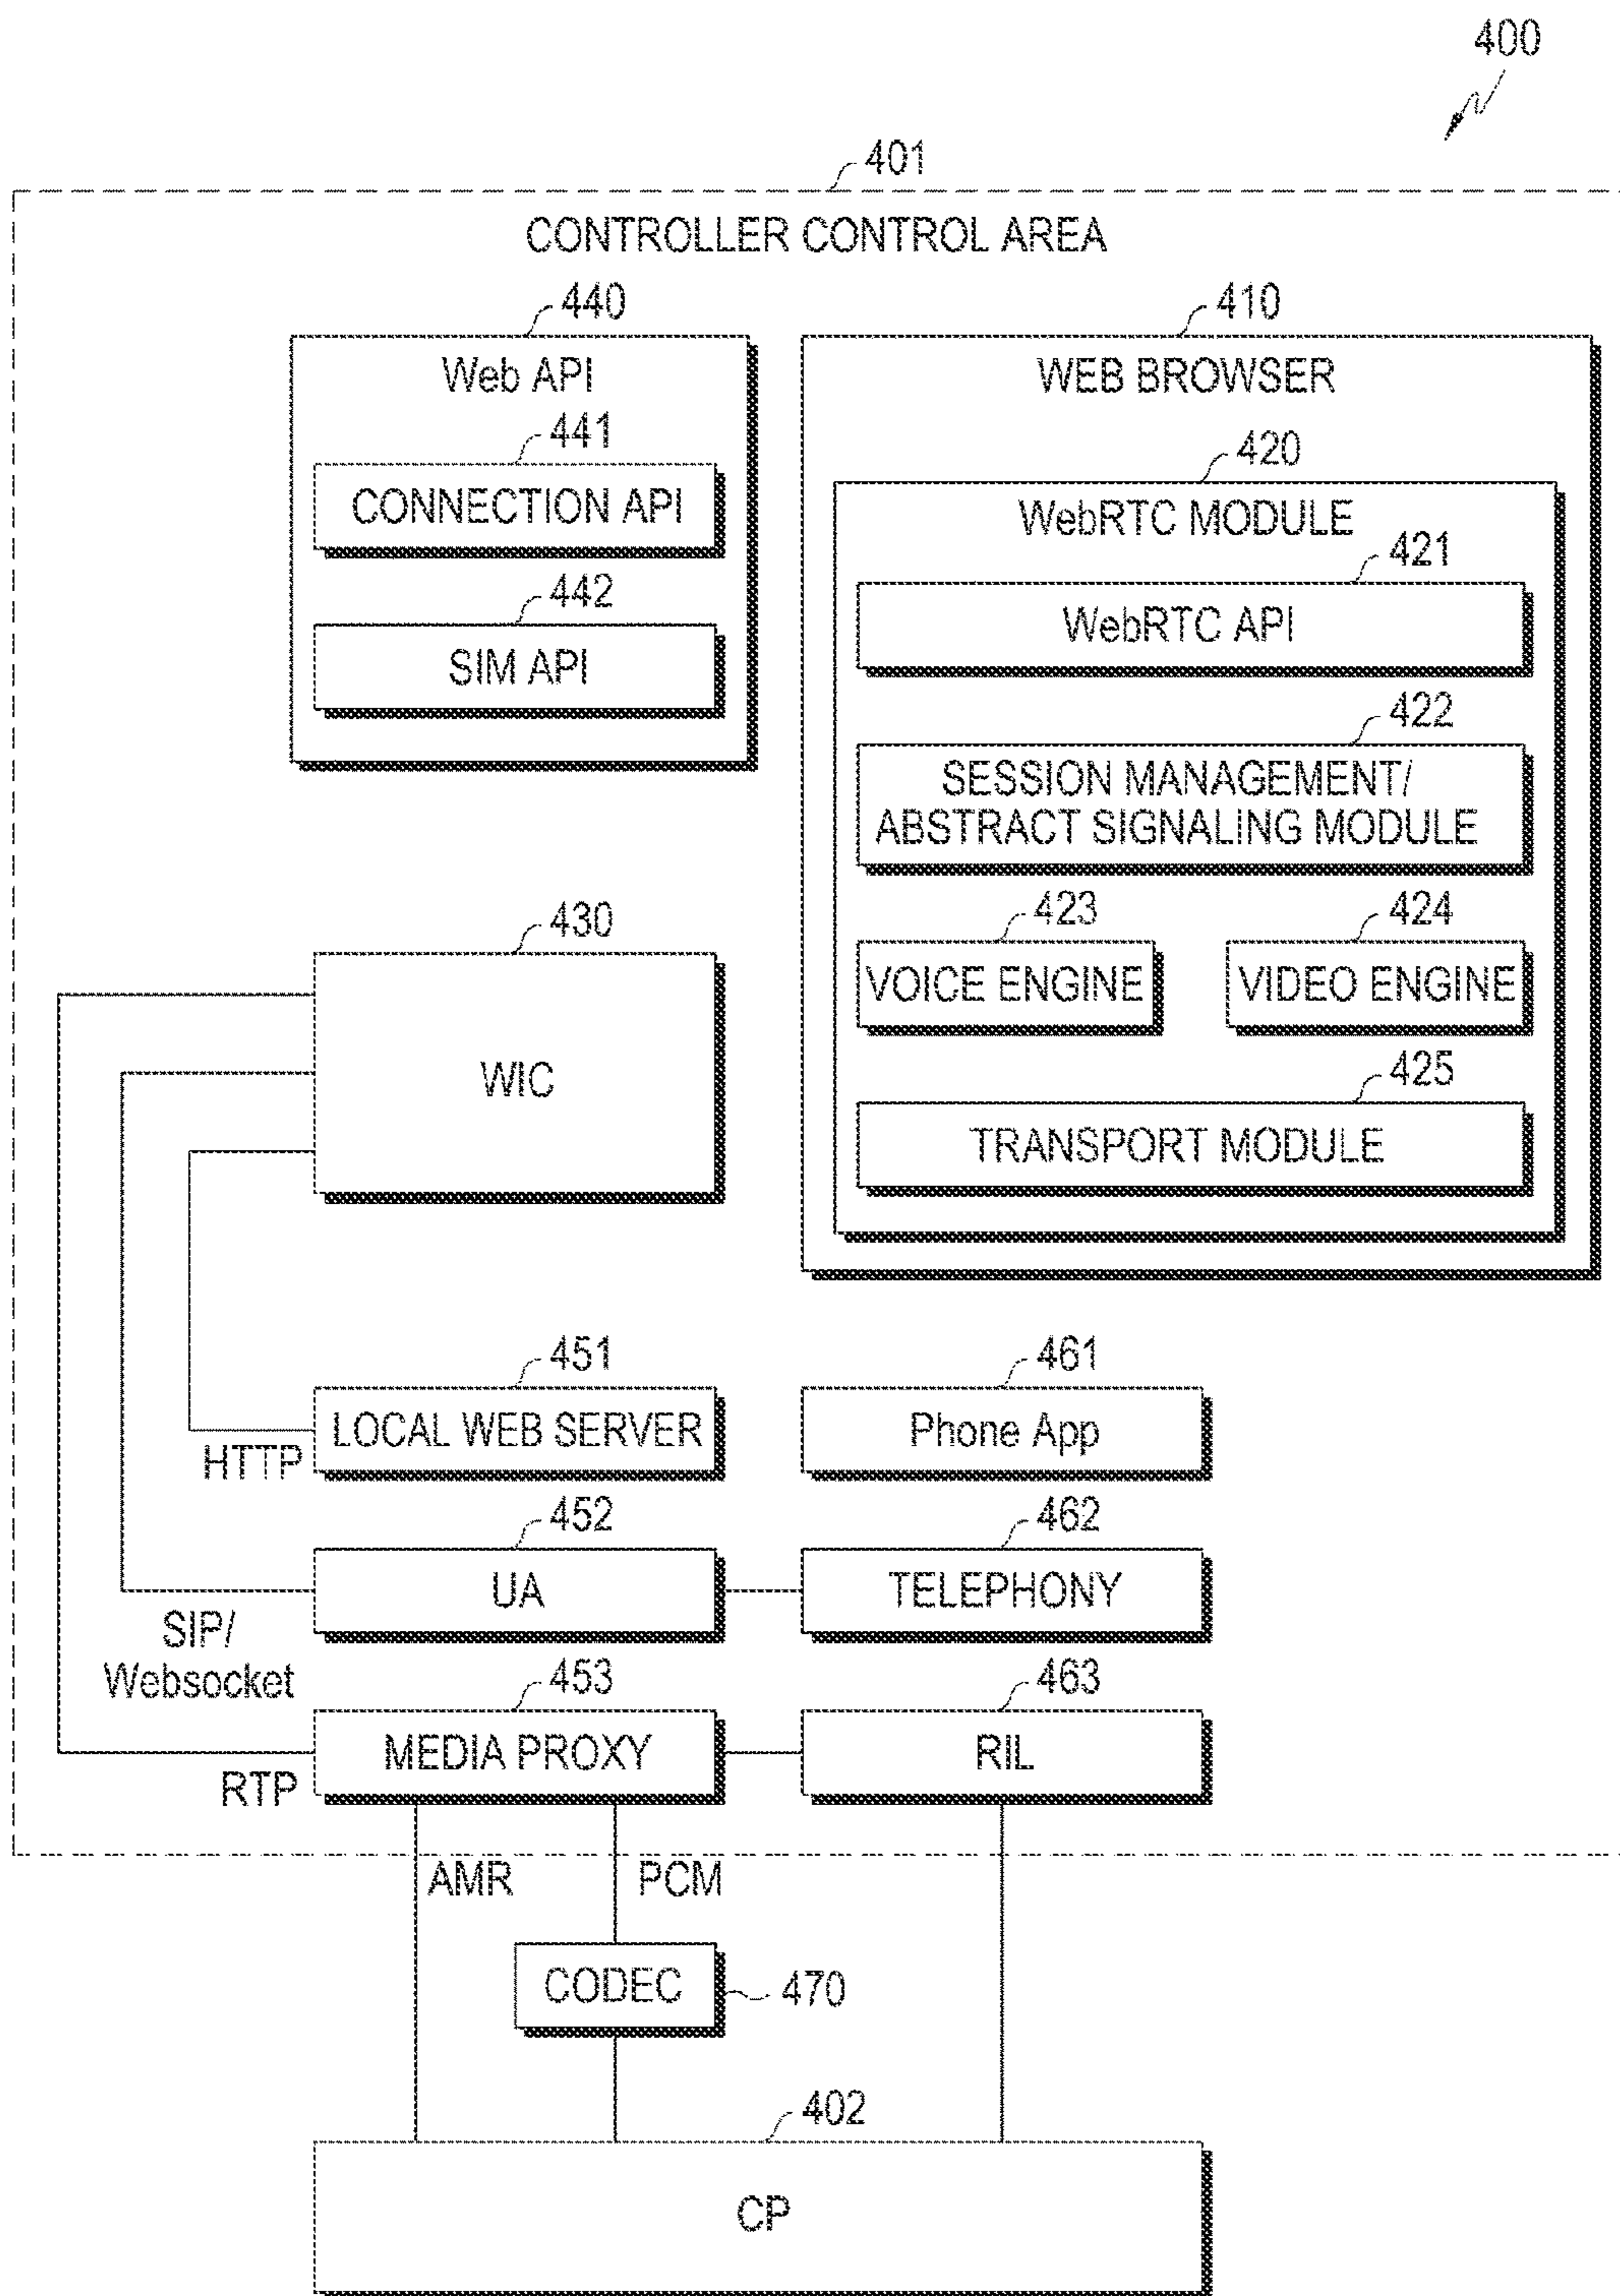 400
401
CONTROLLER CONTROL AREA
440
Web API
441
CONNECTION API
442
SIM API
410
WEB BROWSER
420
WebRTC MODULE
421
WebRTC API
422
SESSION MANAGEMENT/
ABSTRACT SIGNALING MODULE
423
VOICE ENGINE
424
VIDEO ENGINE
425
TRANSPORT MODULE
430
WIC
451
LOCAL WEB SERVER
HTTP
461
Phone App
452
UA
SIP/
Websocket
462
TELEPHONY
453
MEDIA PROXY
RTP
463
RIL
AMR
PCM
CODEC
470
402
CP